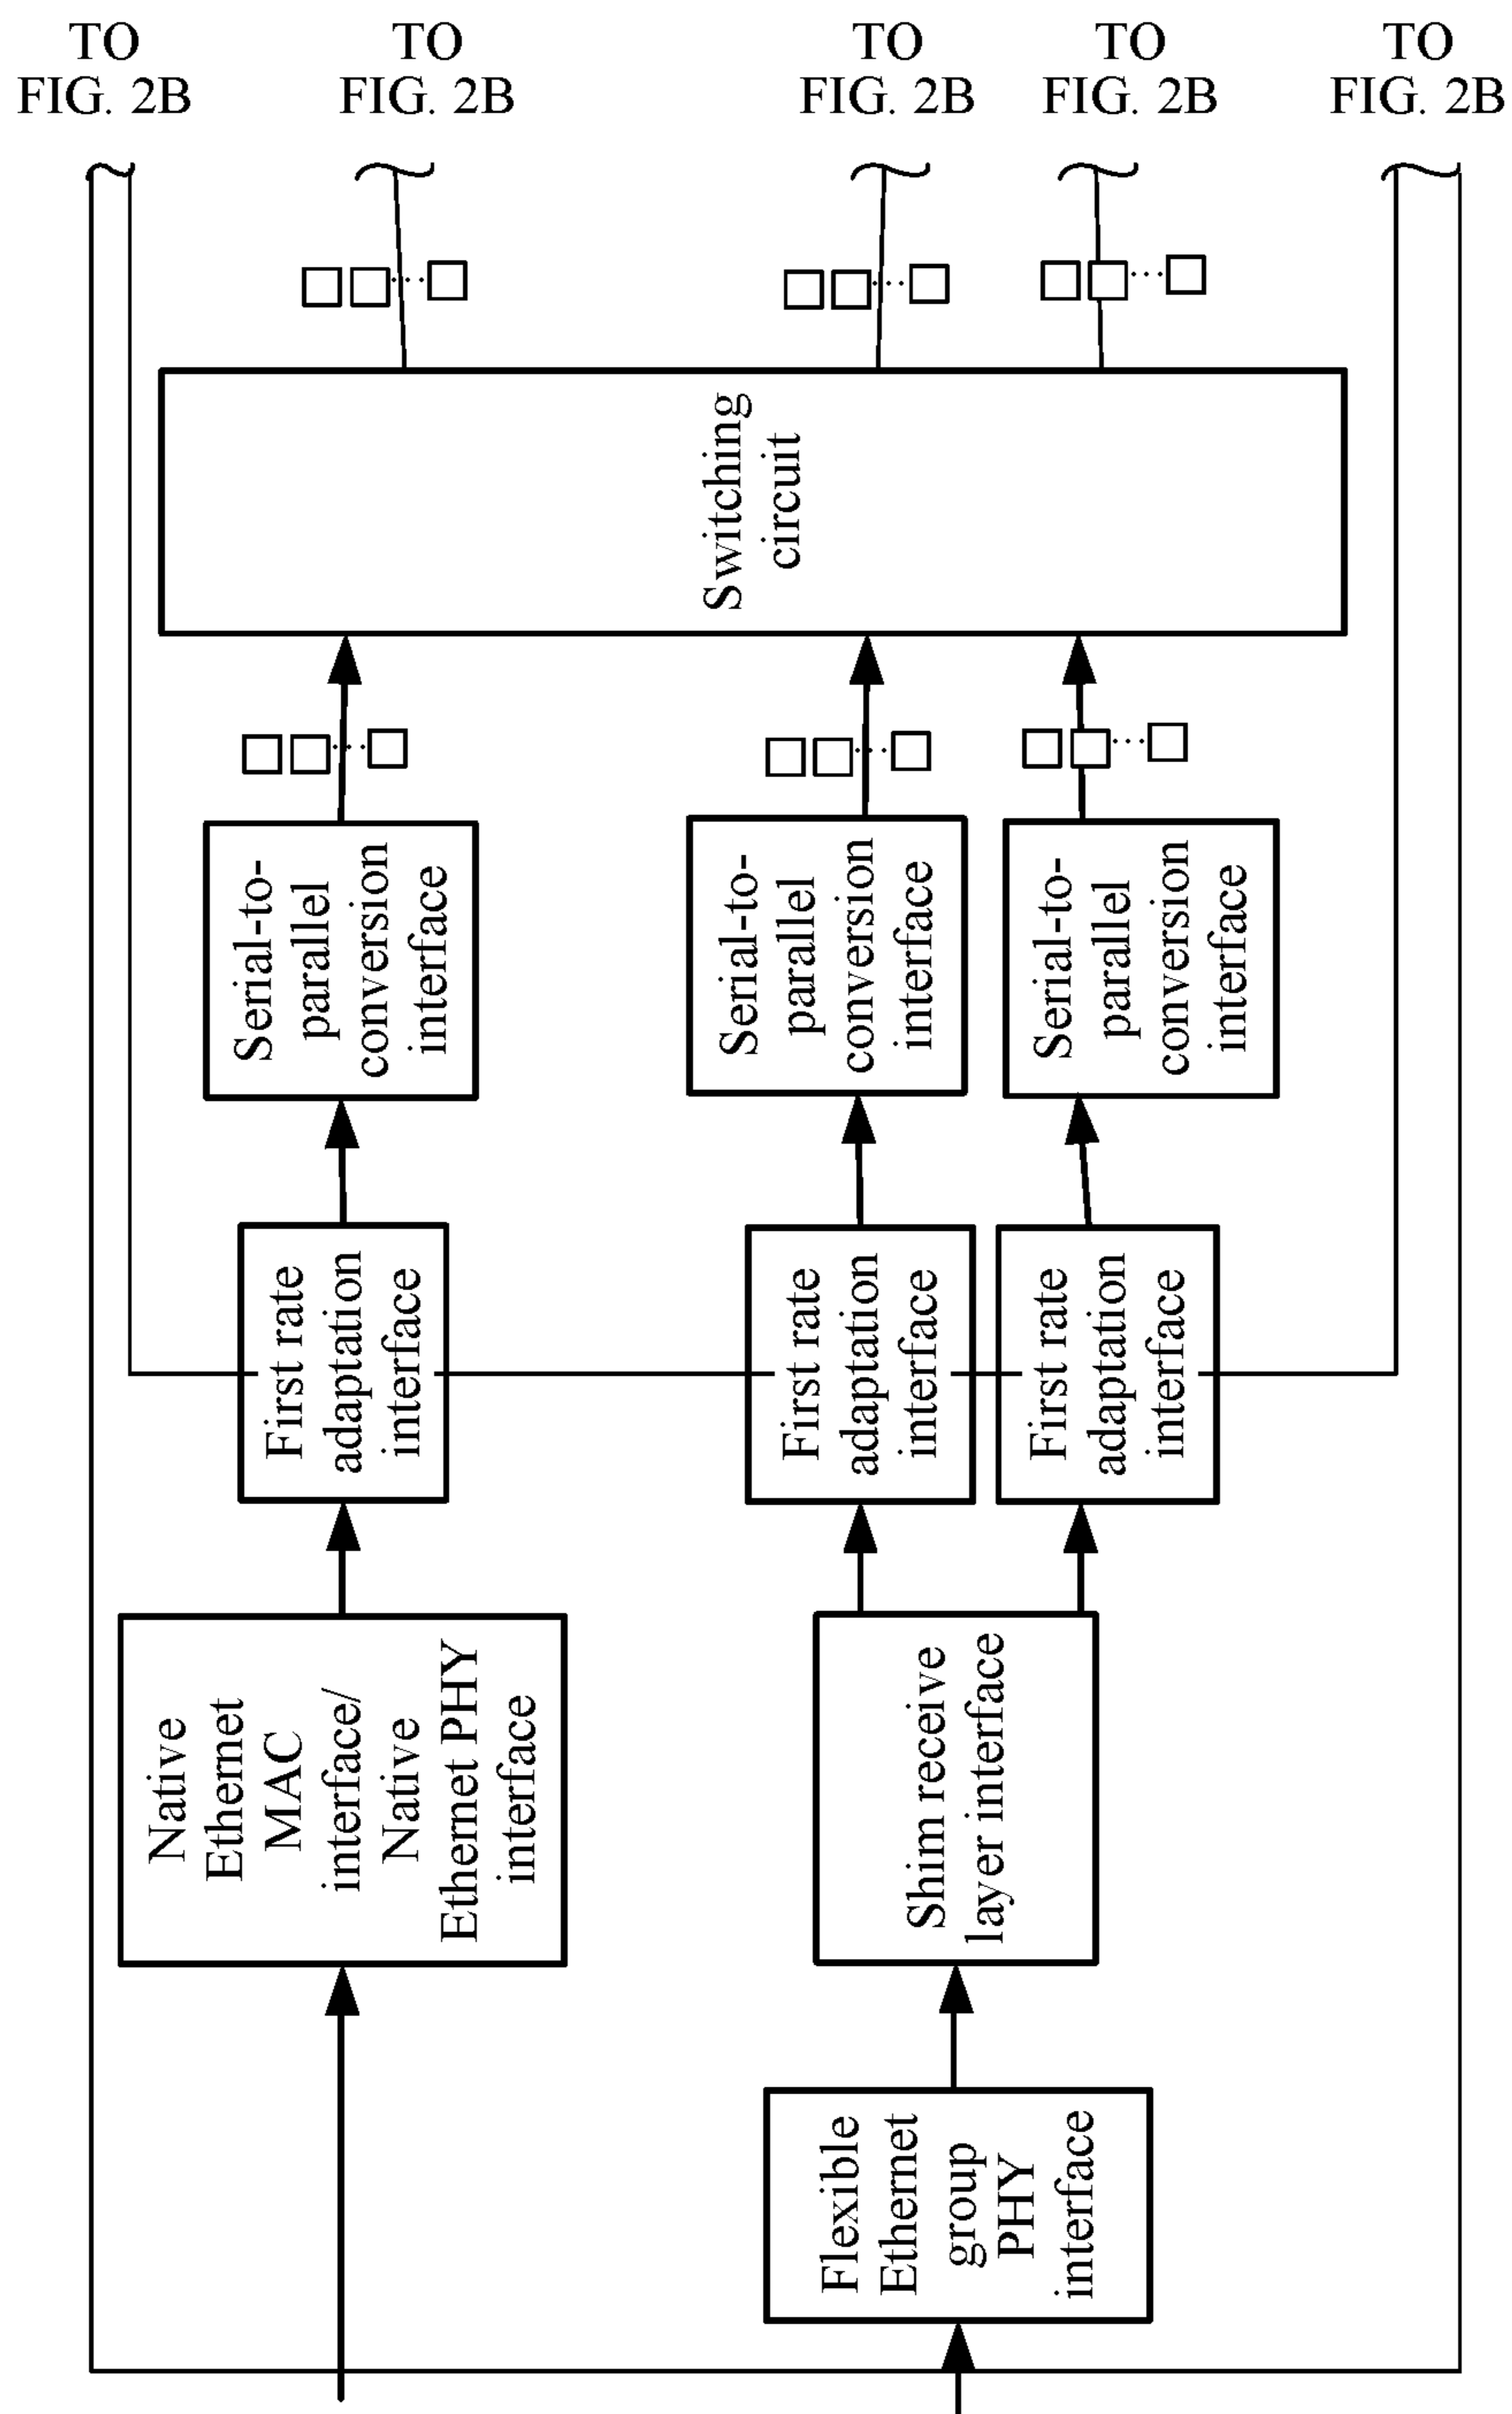 TO
FIG. 2B
TO
FIG. 2B
TO
FIG. 2B
TO
FIG. 2B
TO
FIG. 2B
Switching
circuit
Serial-to-
parallel
conversion
interface
Serial-to-
parallel
conversion
interface
Serial-to-
parallel
conversion
interface
First rate
adaptation
interface
First rate
adaptation
interface
First rate
adaptation
interface
Native
Ethernet
MAC
interface/
Native
Ethernet PHY
interface
Shim receive
layer interface
Flexible
Ethernet
group
PHY
interface